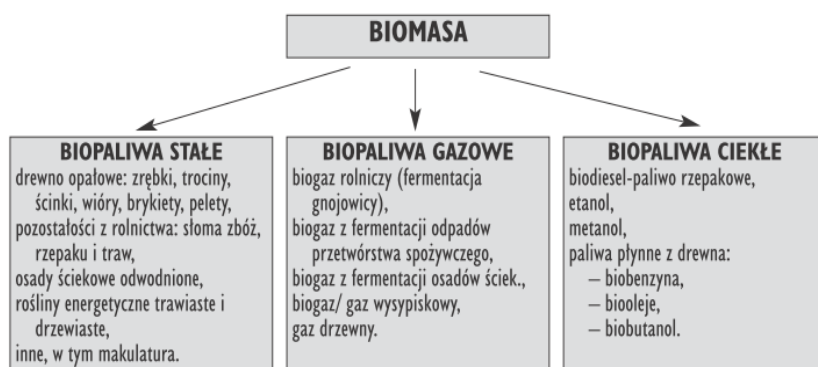 BIOMASA
BIOPALIWA STAŁE
drewno opałowe: zrębki, trociny,
ścinki, wióry, brykiety, pelety,
pozostałości z rolnictwa: słoma zbóż,
rzepaku i traw,
osady ściekowe odwodnione,
rośliny energetyczne trawiaste i
drzewiaste,
inne, w tym makulatura.
BIOPALIWA GAZOWE
biogaz rolniczy (fermentacja
gnojowicy),
biogaz z fermentacji odpadów
przetwórstwa spożywczego,
biogaz z fermentacji osadów ściek.,
biogaz/ gaz wysypiskowy,
gaz drzewny.
BIOPALIWA CIEKŁE
biodiesel-paliwo rzepakowe,
etanol,
metanol,
paliwa płynne z drewna:
– biobenzyna,
– biooleje,
– biobutanol.